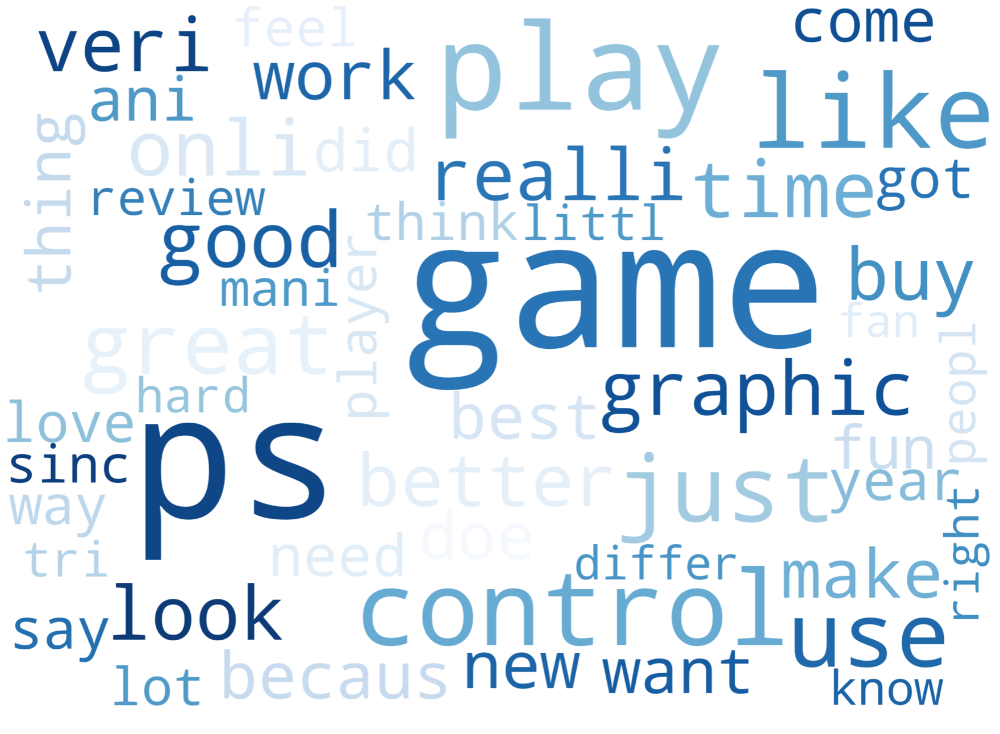 veri
feel
work
play
come
ani
like
thing
onli
did
realli
time
got
review
think
littl
good
mani
player
game
buy
fan
great
peopl
hard
graphic
love
best
ps
fun
sinc
better
just
year
way
doe
right
tri
need
differ
make
look
control
say
use
becaus
new
want
lot
know